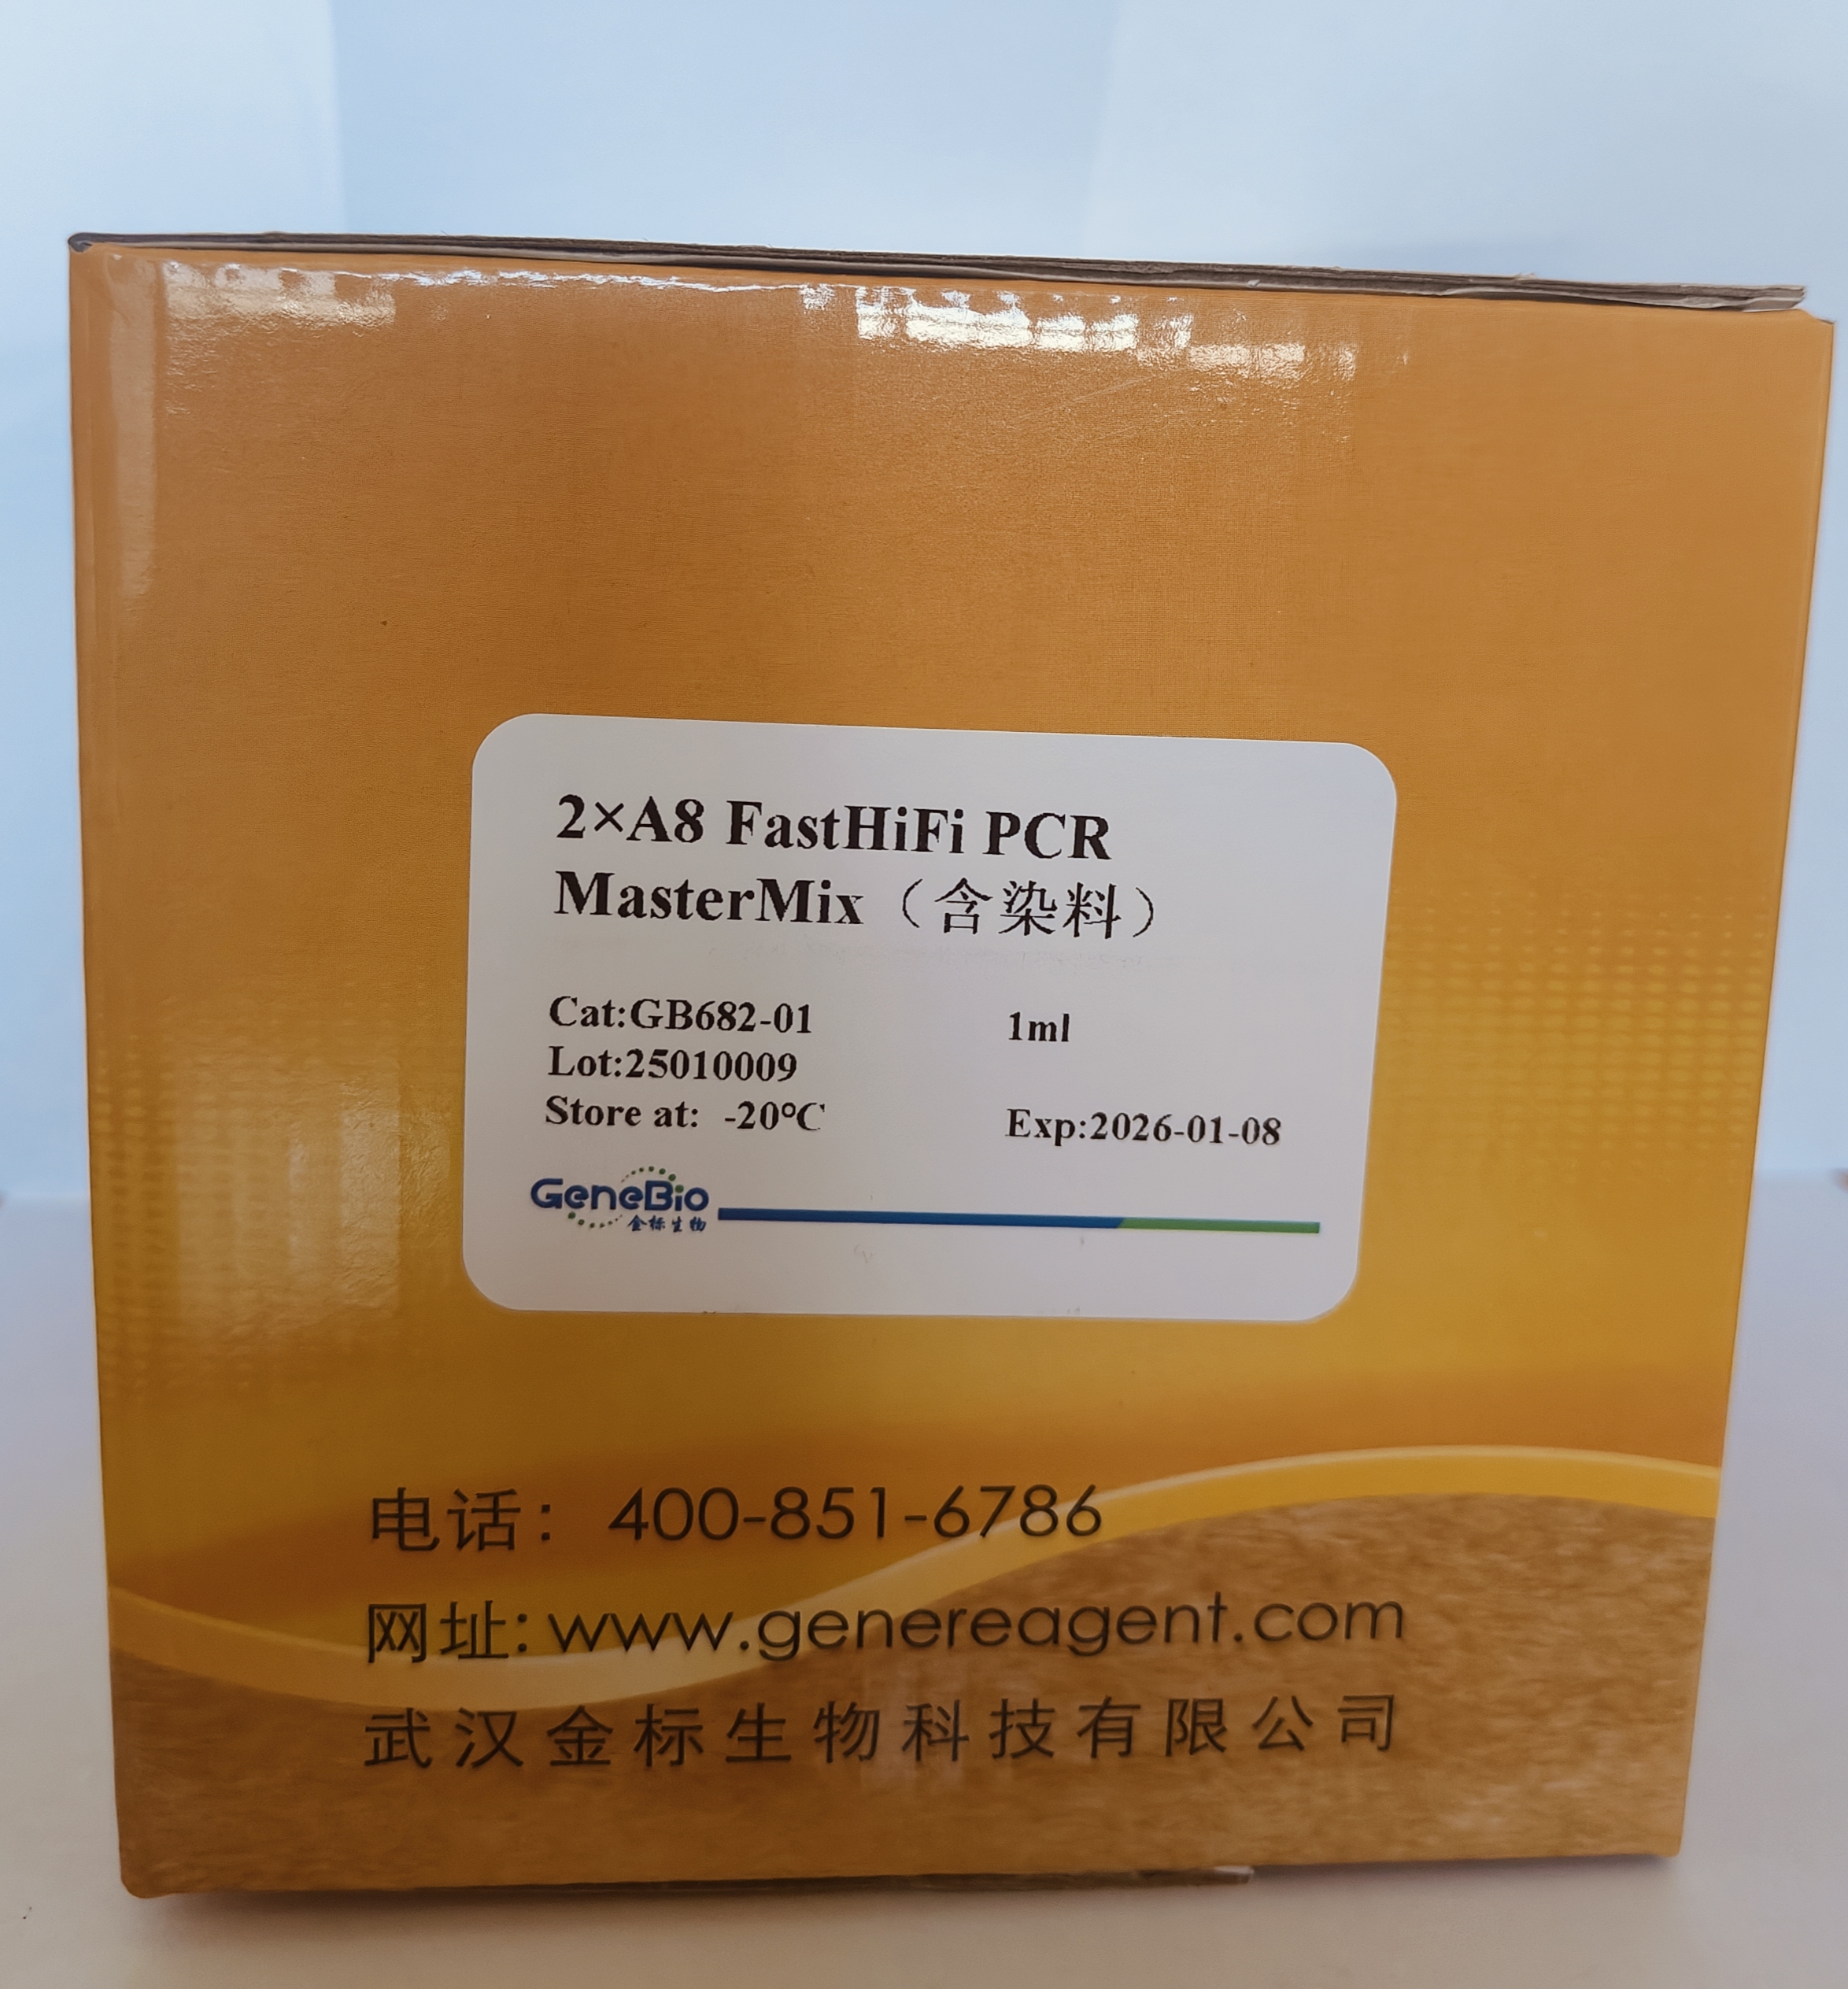 2×A8 FastHiFi PCR
MasterMix（含染料）
Cat:GB682-01 1ml
Lot:25010009
Store at: -20°C Exp:2026-01-08
GeneBio
金标生物
电话：400-851-6786
网址:www.genereagent.com
武汉金标生物科技有限公司